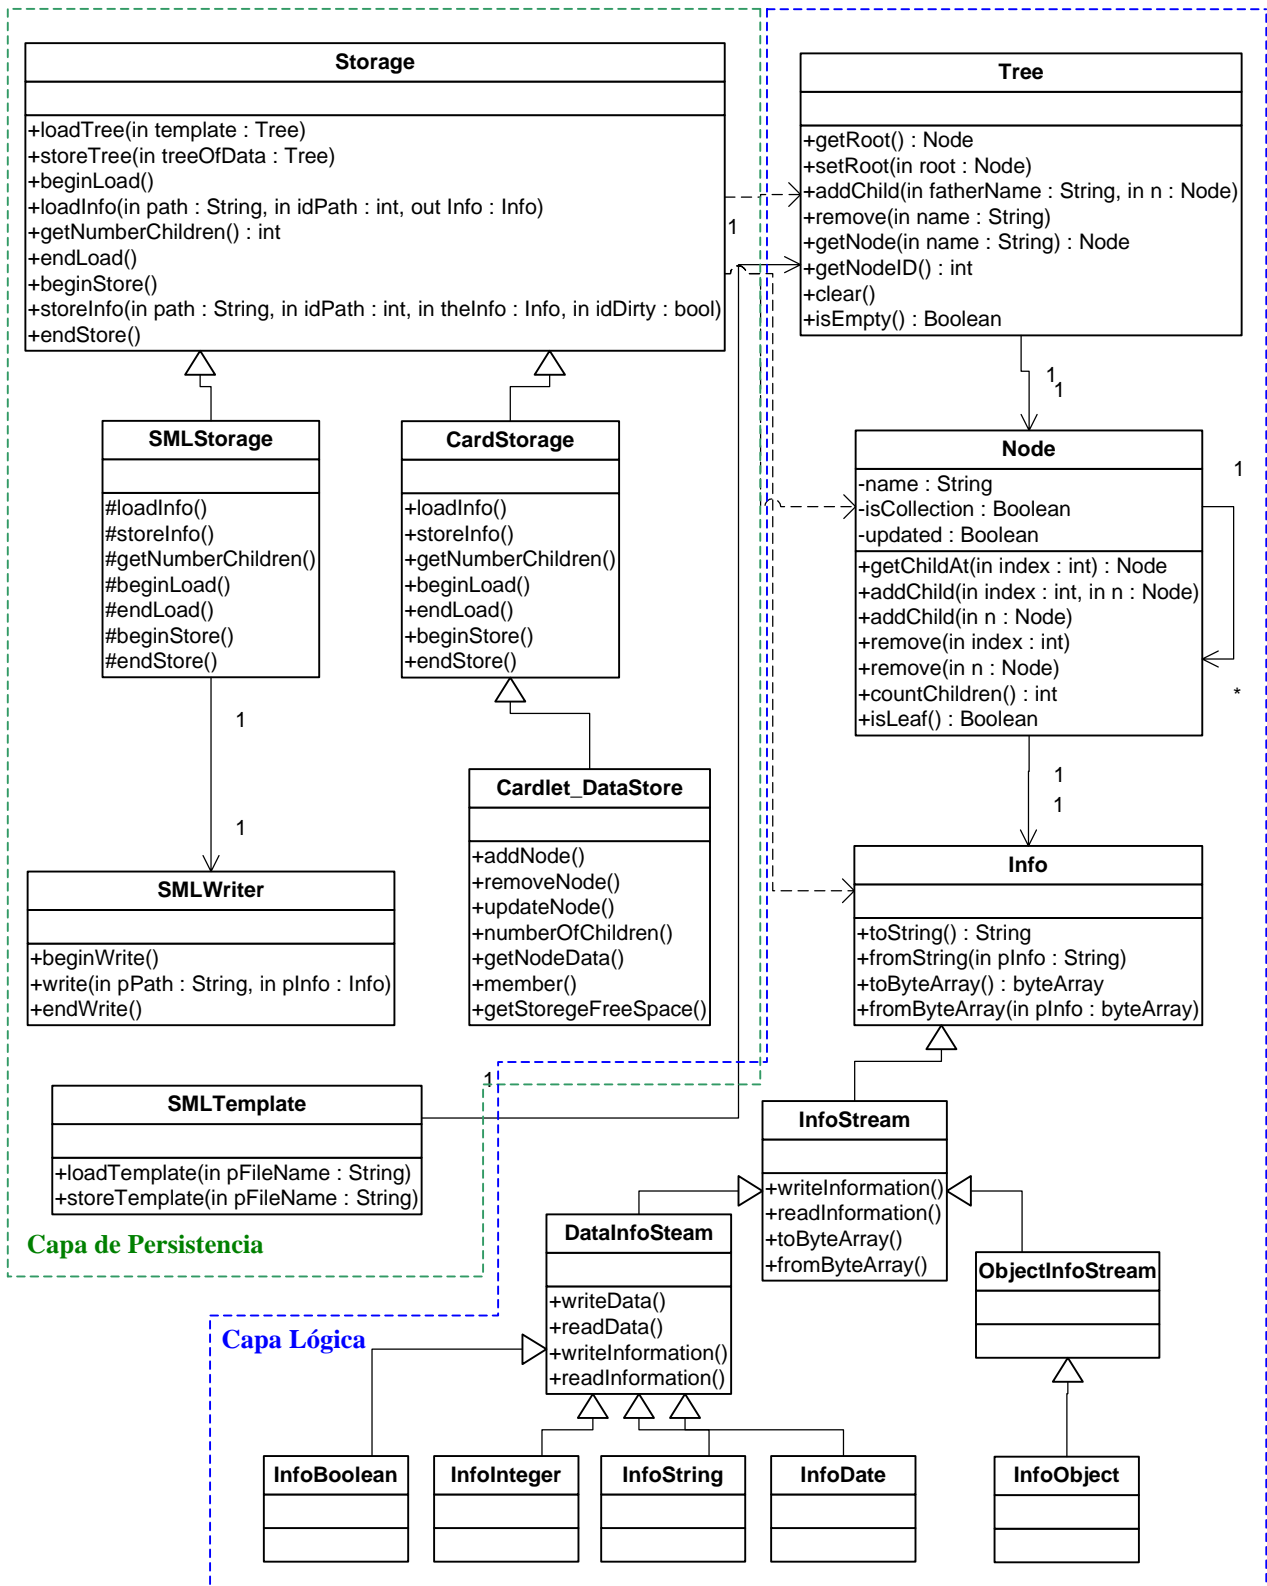 Storage
+loadTree(in template : Tree)
+storeTree(in treeOfData : Tree)
+beginLoad()
+loadInfo(in path : String, in idPath : int, out Info : Info)
+getNumberChildren() : int
+endLoad()
+beginStore()
+storeInfo(in path : String, in idPath : int, in theInfo : Info, in idDirty : bool)
+endStore()
Tree
+getRoot() : Node
+setRoot(in root : Node)
+addChild(in fatherName : String, in n : Node)
+remove(in name : String)
+getNode(in name : String) : Node
+getNodeID() : int
+clear()
+isEmpty() : Boolean
1
1
1
SMLStorage
#loadInfo()
#storeInfo()
#getNumberChildren()
#beginLoad()
#endLoad()
#beginStore()
#endStore()
CardStorage
+loadInfo()
+storeInfo()
+getNumberChildren()
+beginLoad()
+endLoad()
+beginStore()
+endStore()
Node
-name : String
-isCollection : Boolean
-updated : Boolean
+getChildAt(in index : int) : Node
+addChild(in index : int, in n : Node)
+addChild(in n : Node)
+remove(in index : int)
+remove(in n : Node)
+countChildren() : int
+isLeaf() : Boolean
1
*
1
1
1
1
SMLWriter
+beginWrite()
+write(in pPath : String, in pInfo : Info)
+endWrite()
Cardlet_DataStore
+addNode()
+removeNode()
+updateNode()
+numberOfChildren()
+getNodeData()
+member()
+getStoregeFreeSpace()
Info
+toString() : String
+fromString(in pInfo : String)
+toByteArray() : byteArray
+fromByteArray(in pInfo : byteArray)
1
SMLTemplate
+loadTemplate(in pFileName : String)
+storeTemplate(in pFileName : String)
Capa de Persistencia
InfoStream
+writeInformation()
+readInformation()
+toByteArray()
+fromByteArray()
DataInfoSteam
+writeData()
+readData()
+writeInformation()
+readInformation()
ObjectInfoStream
Capa Lógica
InfoBoolean
InfoInteger
InfoString
InfoDate
InfoObject